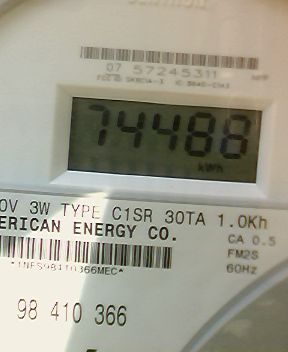 07 57245311
74488
kWh
0V 3W TYPE C1SR 30TA 1.0Kh
ERICAN ENERGY CO.
CA 0.5
FM2S
60Hz
98 410 366